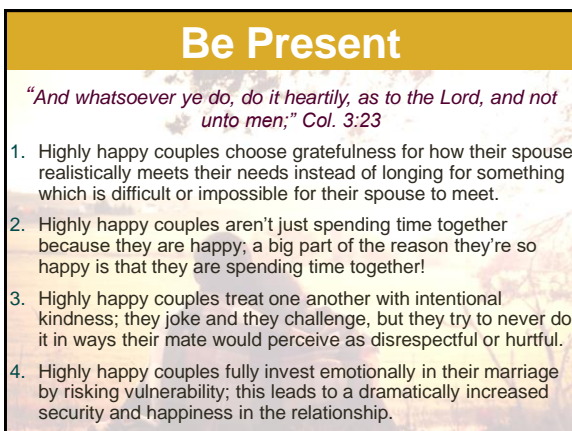 Be Present
“And whatsoever ye do, do it heartily, as to the Lord, and not
unto men;” Col. 3:23
1. Highly happy couples choose gratefulness for how their spouse
realistically meets their needs instead of longing for something
which is difficult or impossible for their spouse to meet.
2. Highly happy couples aren’t just spending time together
because they are happy; a big part of the reason they’re so
happy is that they are spending time together!
3. Highly happy couples treat one another with intentional
kindness; they joke and they challenge, but they try to never do
it in ways their mate would perceive as disrespectful or hurtful.
4. Highly happy couples fully invest emotionally in their marriage
by risking vulnerability; this leads to a dramatically increased
security and happiness in the relationship.